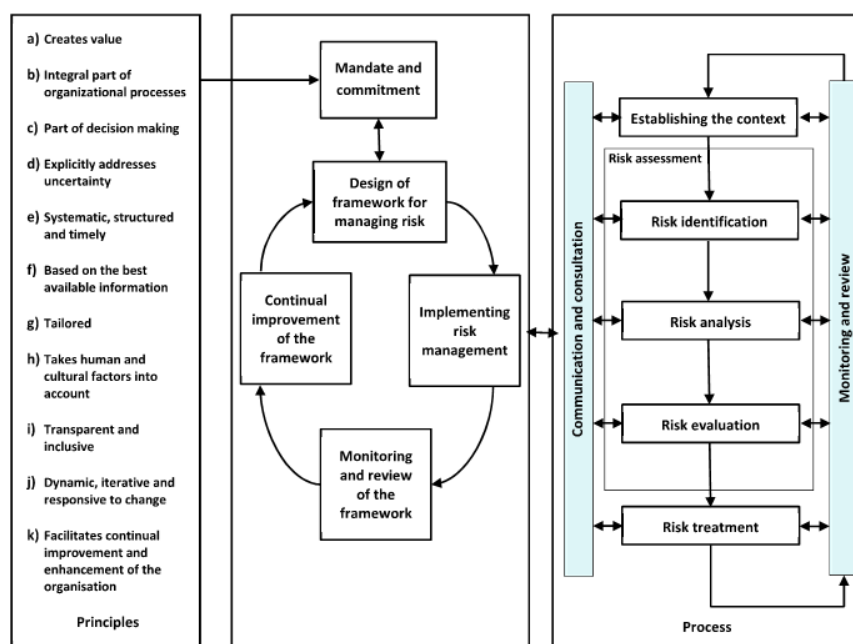 a) Creates value
b) Integral part of
organizational processes
c) Part of decision making
d) Explicitly addresses
uncertainty
e) Systematic, structured
and timely
f) Based on the best
available information
g) Tailored
h) Takes human and
cultural factors into
account
i) Transparent and
inclusive
j) Dynamic, iterative and
responsive to change
k) Facilitates continual
improvement and
enhancement of the
organisation
Principles
Mandate and
commitment
Design of
framework for
managing risk
Continual
improvement
of the
framework
Implementing
risk
management
Monitoring
and review
of the
framework
Communication and consultation
Establishing the context
Risk assessment
Risk identification
Risk analysis
Risk evaluation
Risk treatment
Monitoring and review
Process